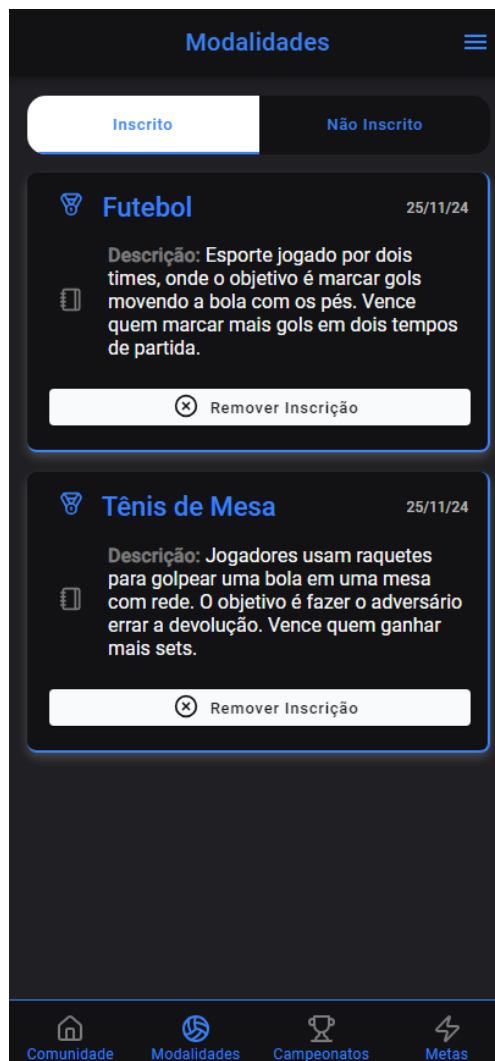 Modalidades
Inscrito
Não Inscrito
Futebol
25/11/24
Descrição: Esporte jogado por dois
times, onde o objetivo é marcar gols
movendo a bola com os pés. Vence
quem marcar mais gols em dois tempos
de partida.
Remover Inscrição
Tênis de Mesa
25/11/24
Descrição: Jogadores usam raquetes
para golpear uma bola em uma mesa
com rede. O objetivo é fazer o adversário
errar a devolução. Vence quem ganhar
mais sets.
Remover Inscrição
Comunidade
Modalidades
Campeonatos
Metas